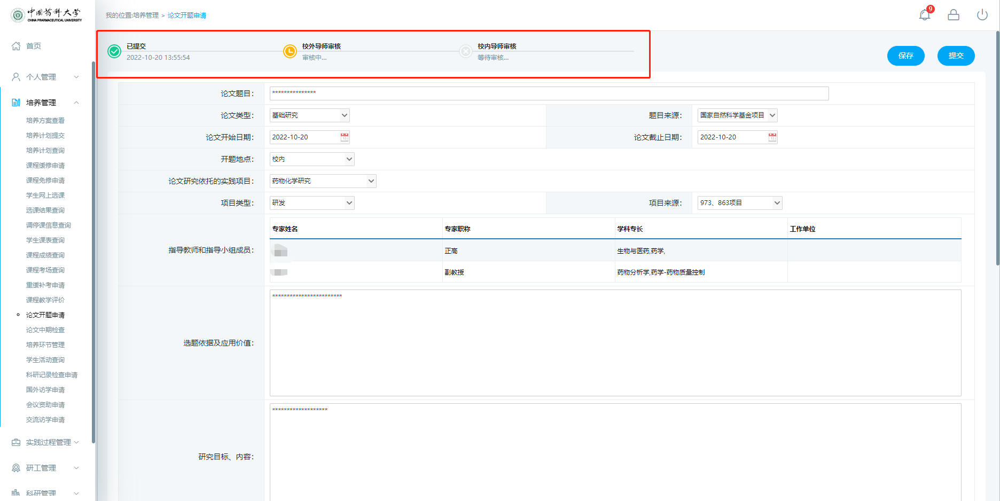 中国药科大学
CHINA PHARMACEUTICAL UNIVERSITY
我的位置:培养管理 > 论文开题申请
9
首页
个人管理
培养管理
培养方案查看
培养计划提交
培养计划查询
课程缓修申请
课程免修申请
学生网上选课
选课结果查询
调停课信息查询
学生课表查询
课程成绩查询
课程考场查询
重缓补考申请
课程教学评价
论文开题申请
论文中期检查
培养环节管理
学生活动查询
科研记录检查申请
国外访学申请
会议资助申请
交流访学申请
实践过程管理
研工管理
科研管理
已提交
2022-10-20 13:55:54
校外导师审核
审核中...
校内导师审核
等待审核...
保存
提交
论文题目: ***************
论文类型: 基础研究 题目来源: 国家自然科学基金项目
论文开始日期: 2022-10-20 论文截止日期: 2022-10-20
开题地点: 校内
论文研究依托的实践项目: 药物化学研究
项目类型: 研发 项目来源: 973、863项目
指导教师和指导小组成员:
专家姓名 专家职称 学科专长 工作单位
正高 生物与医药,药学,
副教授 药物分析学,药学-药物质量控制
选题依据及应用价值: ************************
研究目标、内容: *******************